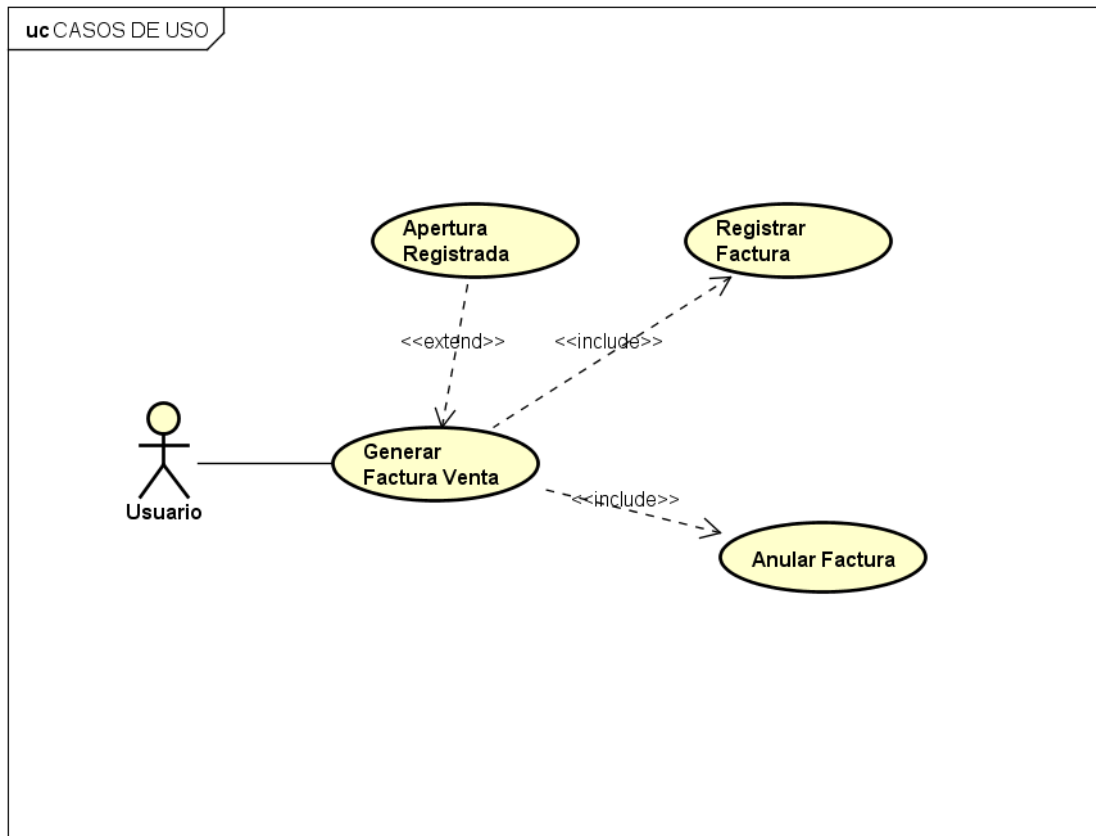 uc CASOS DE USO
Apertura
Registrada
Registrar
Factura
<<extend>>
<<include>>
Generar
Factura Venta
Usuario
<<include>>
Anular Factura